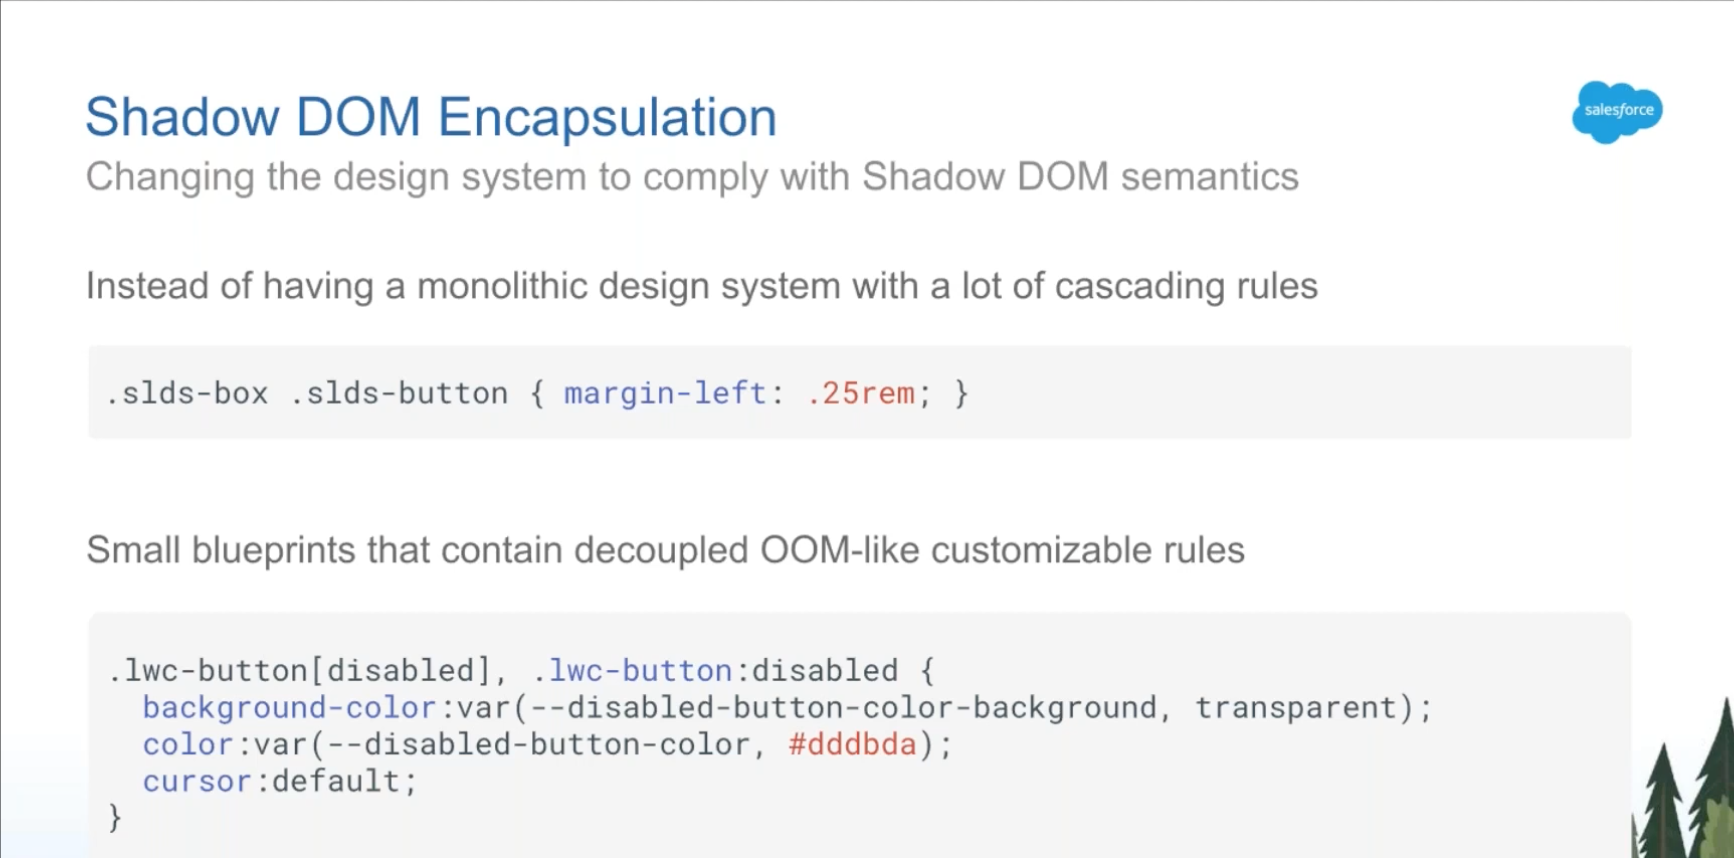 Shadow DOM Encapsulation
salesforce
Changing the design system to comply with Shadow DOM semantics
Instead of having a monolithic design system with a lot of cascading rules
.slds-box .slds-button { margin-left: .25rem; }
Small blueprints that contain decoupled OOM-like customizable rules
.lwc-button[disabled], .lwc-button:disabled {
background-color:var(--disabled-button-color-background, transparent);
color:var(--disabled-button-color, #dddbda);
cursor:default;
}